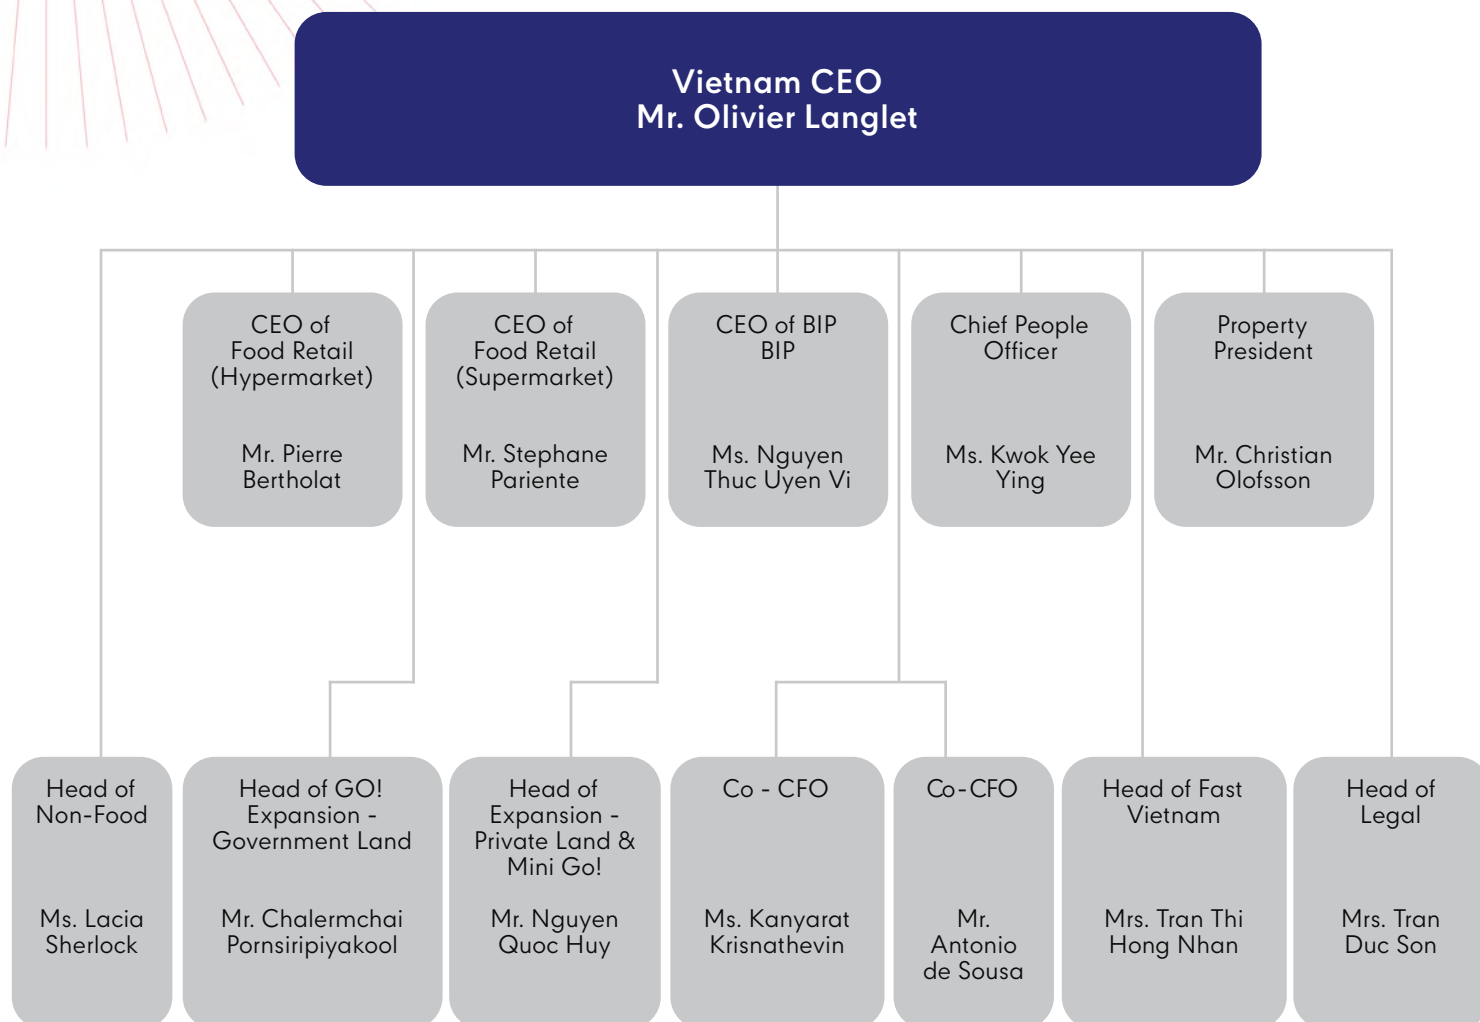 Vietnam CEO
Mr. Olivier Langlet
CEO of
Food Retail
(Hypermarket)
Mr. Pierre
Bertholat
CEO of
Food Retail
(Supermarket)
Mr. Stephane
Pariente
CEO of BIP
BIP
Ms. Nguyen
Thuc Uyen Vi
Chief People
Officer
Ms. Kwok Yee
Ying
Property
President
Mr. Christian
Olofsson
Head of
Non-Food
Ms. Lacia
Sherlock
Head of GO!
Expansion -
Government Land
Mr. Chalermchai
Pornsiripiyakool
Head of
Expansion -
Private Land &
Mini Go!
Mr. Nguyen
Quoc Huy
Co - CFO
Ms. Kanyarat
Krisnathevin
Co-CFO
Mr.
Antonio
de Sousa
Head of Fast
Vietnam
Mrs. Tran Thi
Hong Nhan
Head of
Legal
Mrs. Tran
Duc Son